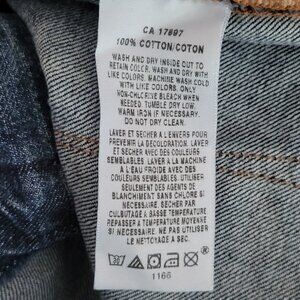 CA 17897
100% COTTON/COTON
WASH AND DRY INSIDE OUT TO
RETAIN COLOR. WASH AND DRY WITH
LIKE COLORS. MACHINE WASH COLD
WITH LIKE COLORS. ONLY
NON-CHLORINE BLEACH WHEN
NEEDED. TUMBLE DRY LOW.
WARM IRON IF NECESSARY.
DO NOT DRY CLEAN.
LAVER ET SECHER A L'ENVERS POUR
PREVENIR LA DECOLORATION. LAVER
ET SECHER AVEC DES COULEURS
SEMBLABLES. LAVER A LA MACHINE
A L'EAU FROIDE AVEC DES
COULEURS SEMBLABLES. UTILISER
SEULEMENT DES AGENTS DE
BLANCHIMENT SANS CHLORE SI
NECESSAIRE. SECHER PAR
CULBUTAGE A BASSE TEMPERATURE
REPASSER A MOYENNE TEMPERATURE
SI NECESSAIRE. NE PAS UTILISER
LE NETTOYAGE A SEC.
1166